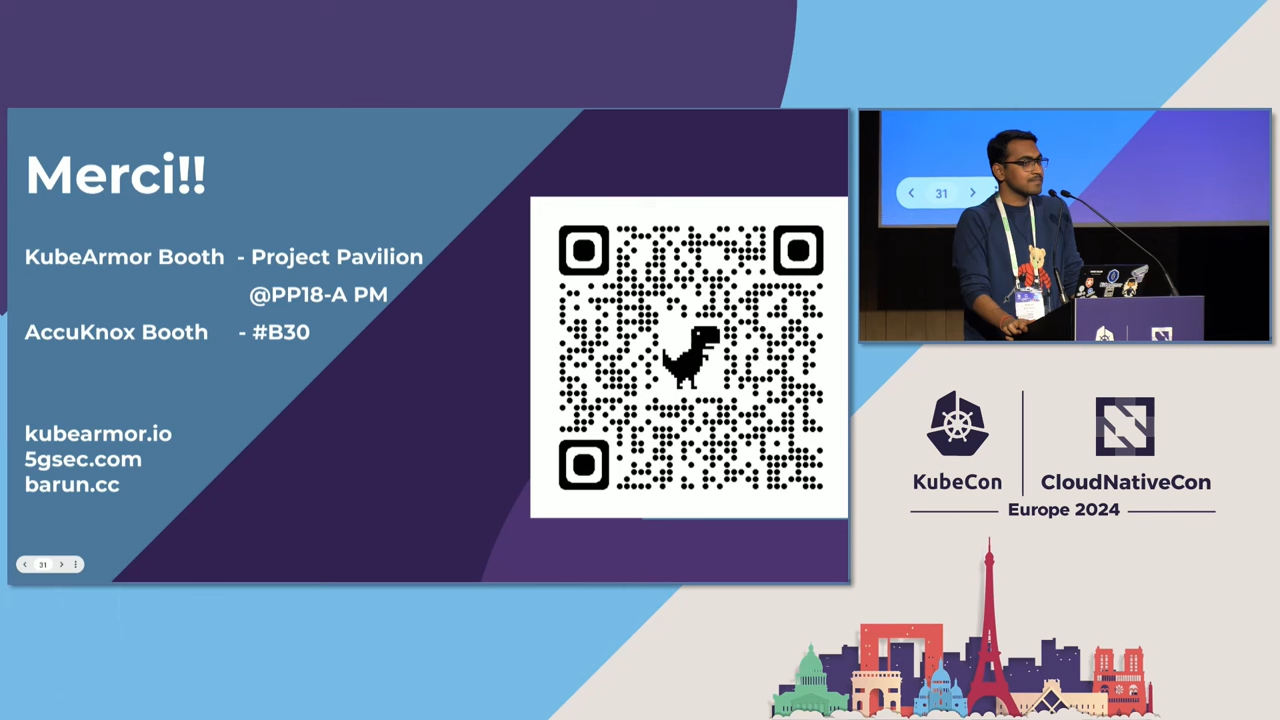 Merci!!
KubeArmor Booth - Project Pavilion
@PP18-A PM
AccuKnox Booth - #B30
kubearmor.io
5gsec.com
barun.cc
31
31
KubeCon
CloudNativeCon
Europe 2024